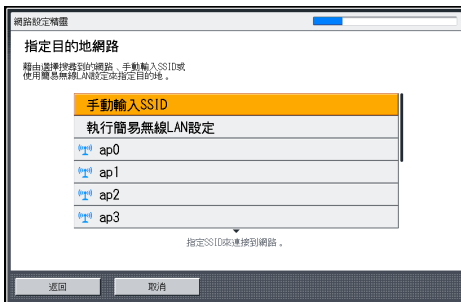 網路設定精靈
指定目的地網路
藉由選擇搜尋到的網路、手動輸入SSID或
使用簡易無線LAN設定來指定目的地。
手動輸入SSID
執行簡易無線LAN設定
ap0
ap1
ap2
ap3
指定SSID來連接到網路。
返回
取消